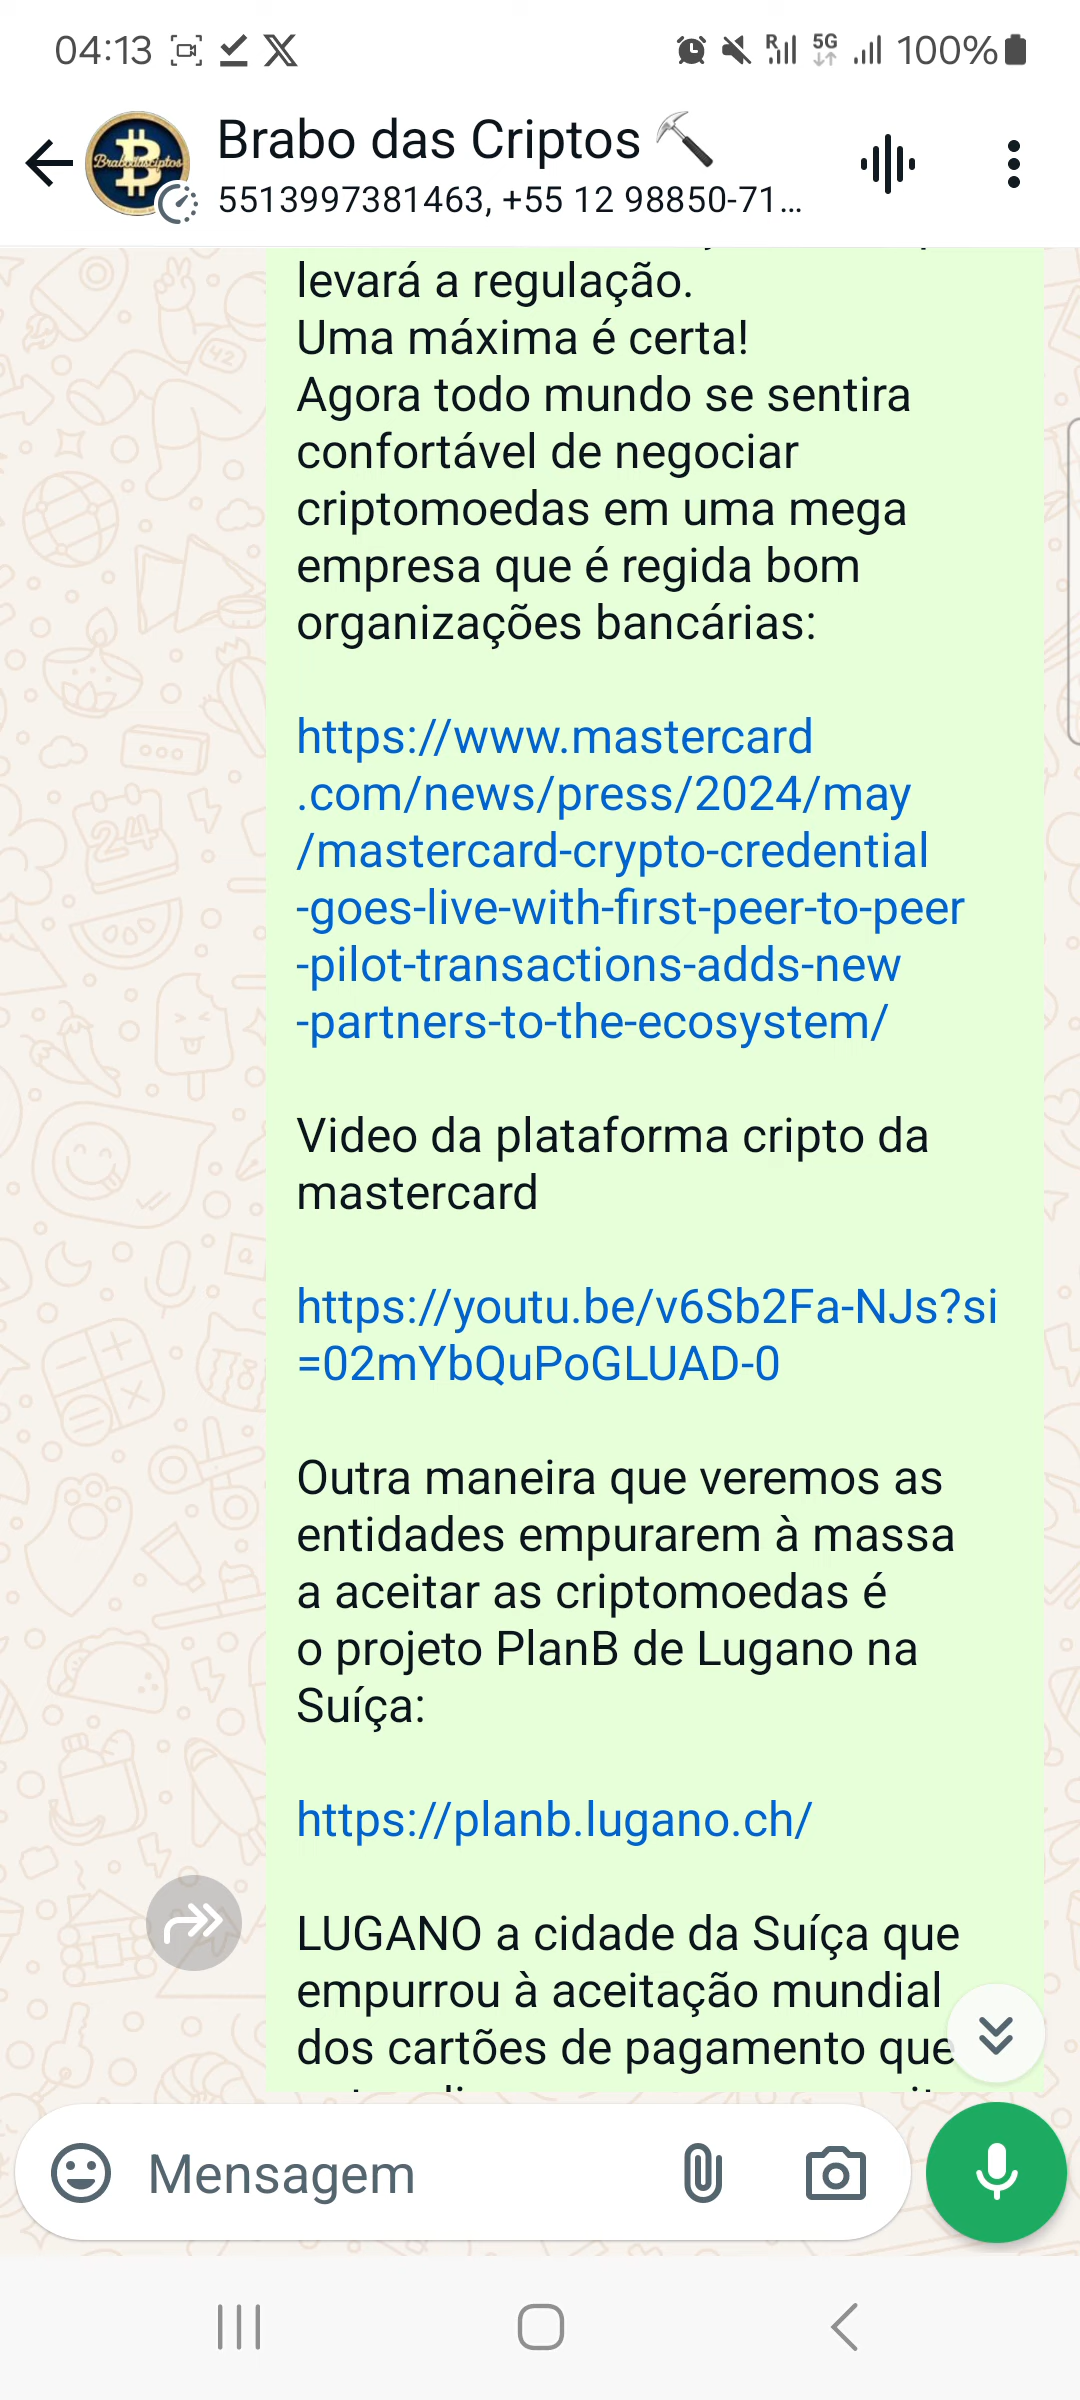 04:13
R
5G
100%
Brabo das Criptos
5513997381463, +55 12 98850-71...
levará a regulação.
Uma máxima é certa!
Agora todo mundo se sentira
confortável de negociar
criptomoedas em uma mega
empresa que é regida bom
organizações bancárias:
https://www.mastercard
.com/news/press/2024/may
/mastercard-crypto-credential
-goes-live-with-first-peer-to-peer
-pilot-transactions-adds-new
-partners-to-the-ecosystem/
Video da plataforma cripto da
mastercard
https://youtu.be/v6Sb2Fa-NJs?si
=02mYbQuPoGLUAD-0
Outra maneira que veremos as
entidades empurarem à massa
a aceitar as criptomoedas é
o projeto PlanB de Lugano na
Suíça:
https://planb.lugano.ch/
LUGANO a cidade da Suíça que
empurrou à aceitação mundial
dos cartões de pagamento que
Mensagem